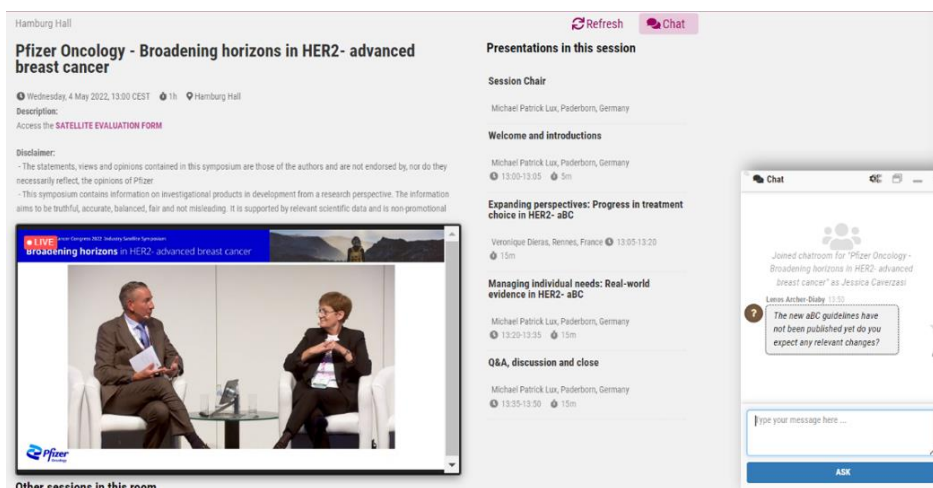 Hamburg Hall
Refresh
Chat
Pfizer Oncology - Broadening horizons in HER2- advanced
breast cancer
Wednesday, 4 May 2022, 13:00 CEST 1h Hamburg Hall
Description:
Access the SATELLITE EVALUATION FORM
Disclaimer:
- The statements, views and opinions contained in this symposium are those of the authors and are not endorsed by, nor do they
necessarily reflect, the opinions of Pfizer
- This symposium contains information on investigational products in development from a research perspective. The information
aims to be truthful, accurate, balanced, fair and not misleading. It is supported by relevant scientific data and is non-promotional
LIVE
Cancer Congress 2022 Industry Satellite Symposium
Broadening horizons in HER2- advanced breast cancer
Pfizer
Oncology
Other sessions in this room
Presentations in this session
Session Chair
Michael Patrick Lux, Paderborn, Germany
Welcome and introductions
Michael Patrick Lux, Paderborn, Germany
13:00-13:05 5m
Expanding perspectives: Progress in treatment
choice in HER2- aBC
Veronique Dieras, Rennes, France 13:05-13:20
15m
Managing individual needs: Real-world
evidence in HER2- aBC
Michael Patrick Lux, Paderborn, Germany
13:20-13:35 15m
Q&A, discussion and close
Michael Patrick Lux, Paderborn, Germany
13:35-13:50 15m
Chat
Joined chatroom for "Pfizer Oncology -
Broadening horizons in HER2- advanced
breast cancer" as Jessica Caverzasi
Leros Archer-Diaby 13:50
?
The new aBC guidelines have
not been published yet do you
expect any relevant changes?
Type your message here ...
ASK